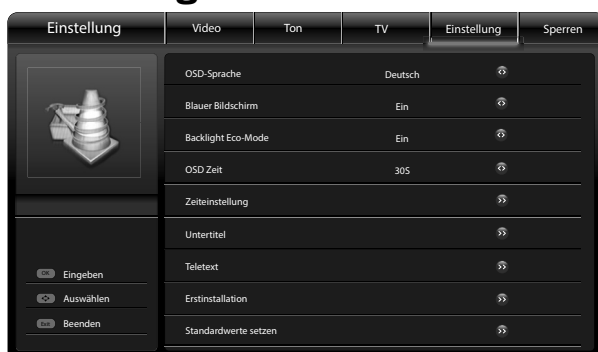 Einstellung Video Ton TV Einstellung Sperren
OSD-Sprache Deutsch
Blauer Bildschirm Ein
Backlight Eco-Mode Ein
OSD Zeit 30S
Zeiteinstellung
Untertitel
Teletext
Erstinstallation
Standardwerte setzen
OK Eingeben
Auswählen
Exit Beenden